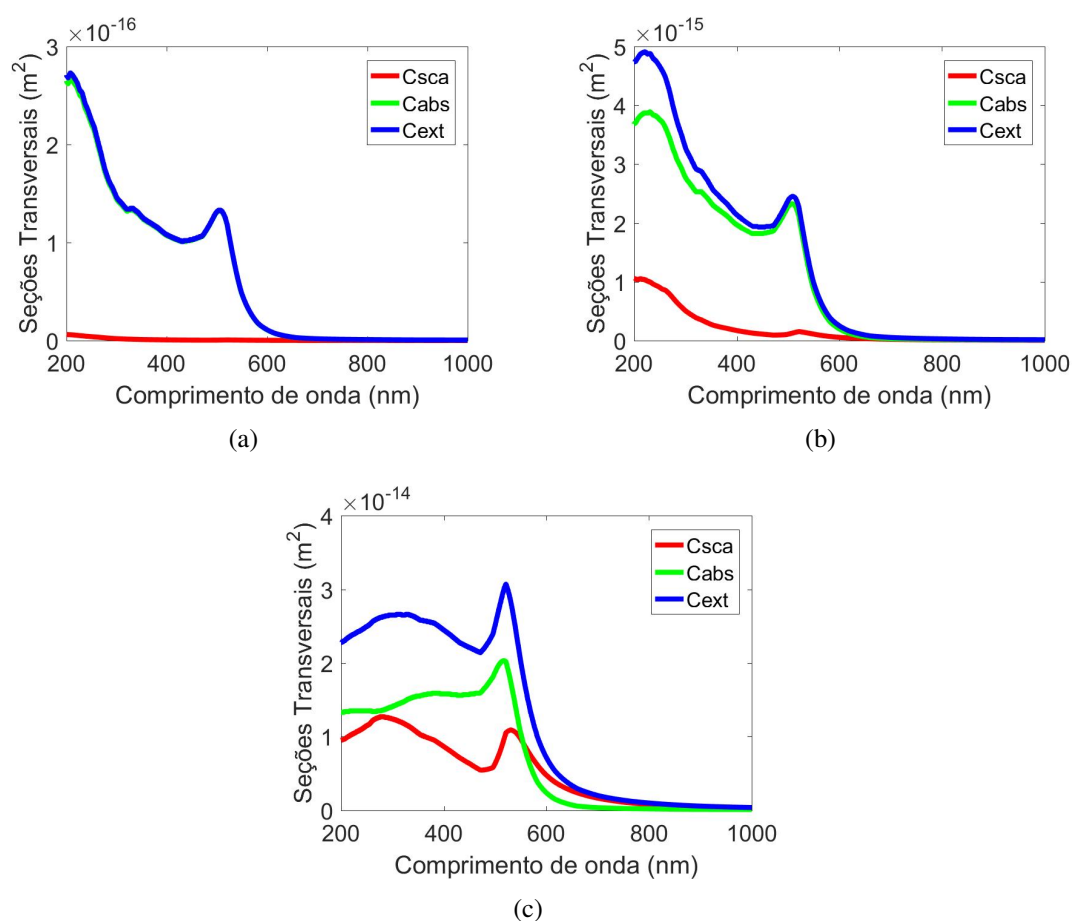 ×10⁻¹⁶
Seções Transversais (m²)
3
2
1
0
200 400 600 800 1000
Comprimento de onda (nm)
Csca
Cabs
Cext
(a)
×10⁻¹⁵
Seções Transversais (m²)
5
4
3
2
1
0
200 400 600 800 1000
Comprimento de onda (nm)
Csca
Cabs
Cext
(b)
×10⁻¹⁴
Seções Transversais (m²)
4
3
2
1
0
200 400 600 800 1000
Comprimento de onda (nm)
Csca
Cabs
Cext
(c)